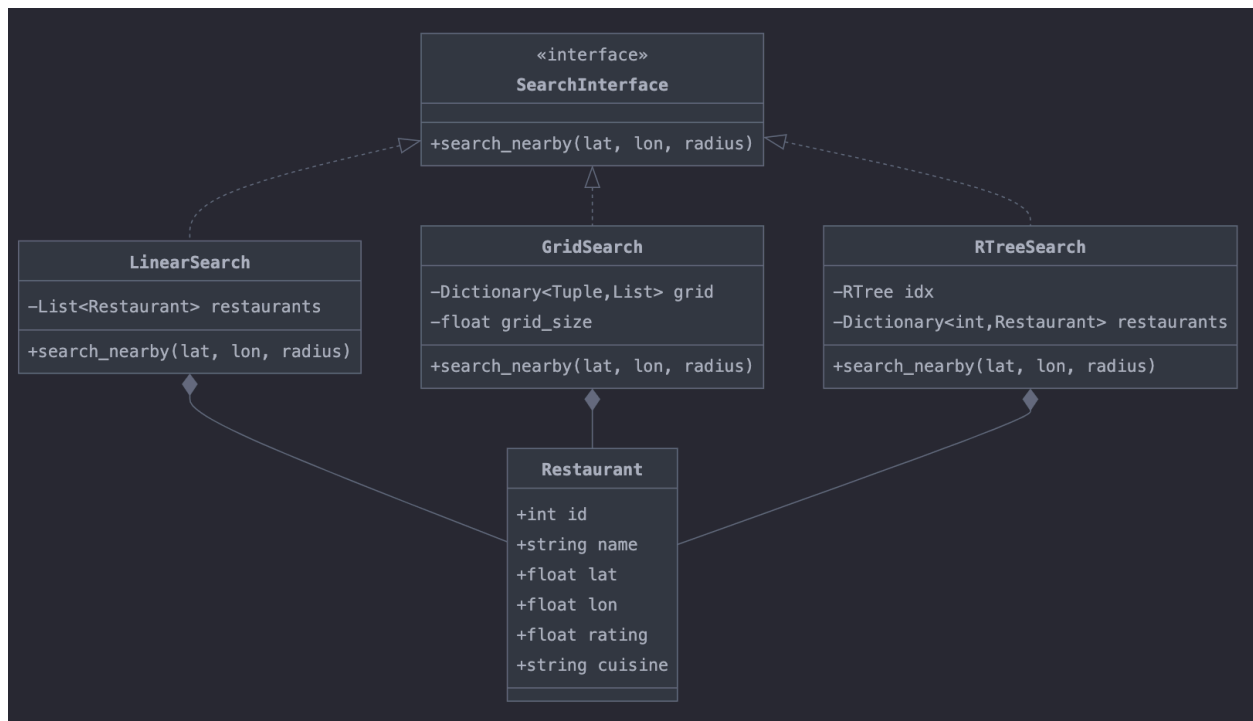 «interface»
SearchInterface
+search_nearby(lat, lon, radius)
LinearSearch
-List<Restaurant> restaurants
+search_nearby(lat, lon, radius)
GridSearch
-Dictionary<Tuple,List> grid
-float grid_size
+search_nearby(lat, lon, radius)
RTreeSearch
-RTree idx
-Dictionary<int,Restaurant> restaurants
+search_nearby(lat, lon, radius)
Restaurant
+int id
+string name
+float lat
+float lon
+float rating
+string cuisine